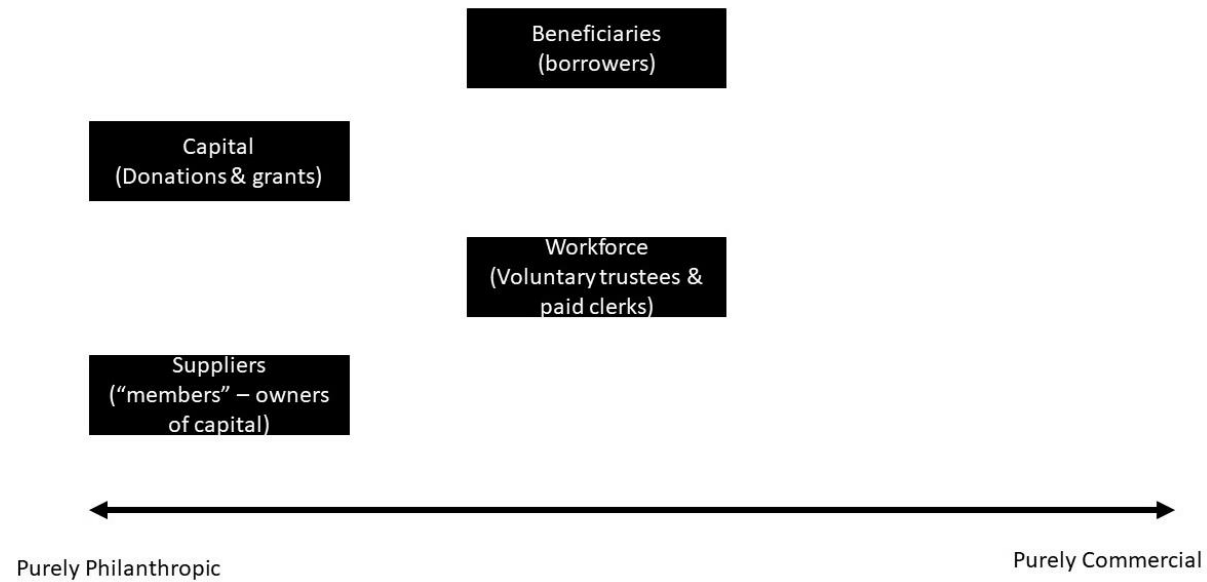 Beneficiaries
(borrowers)
Capital
(Donations & grants)
Workforce
(Voluntary trustees &
paid clerks)
Suppliers
(“members” – owners
of capital)
Purely Philanthropic
Purely Commercial